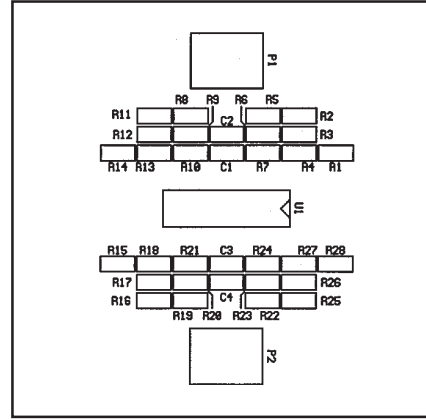 P1
R8 R9 R6 R5
R11 R2
C2
R12 R3
R14 R13 R10 C1 R7 R4 R1
U1
R15 R18 R21 C3 R24 R27 R28
R17 R26
C4
R16 R25
R19 R20 R23 R22
P2